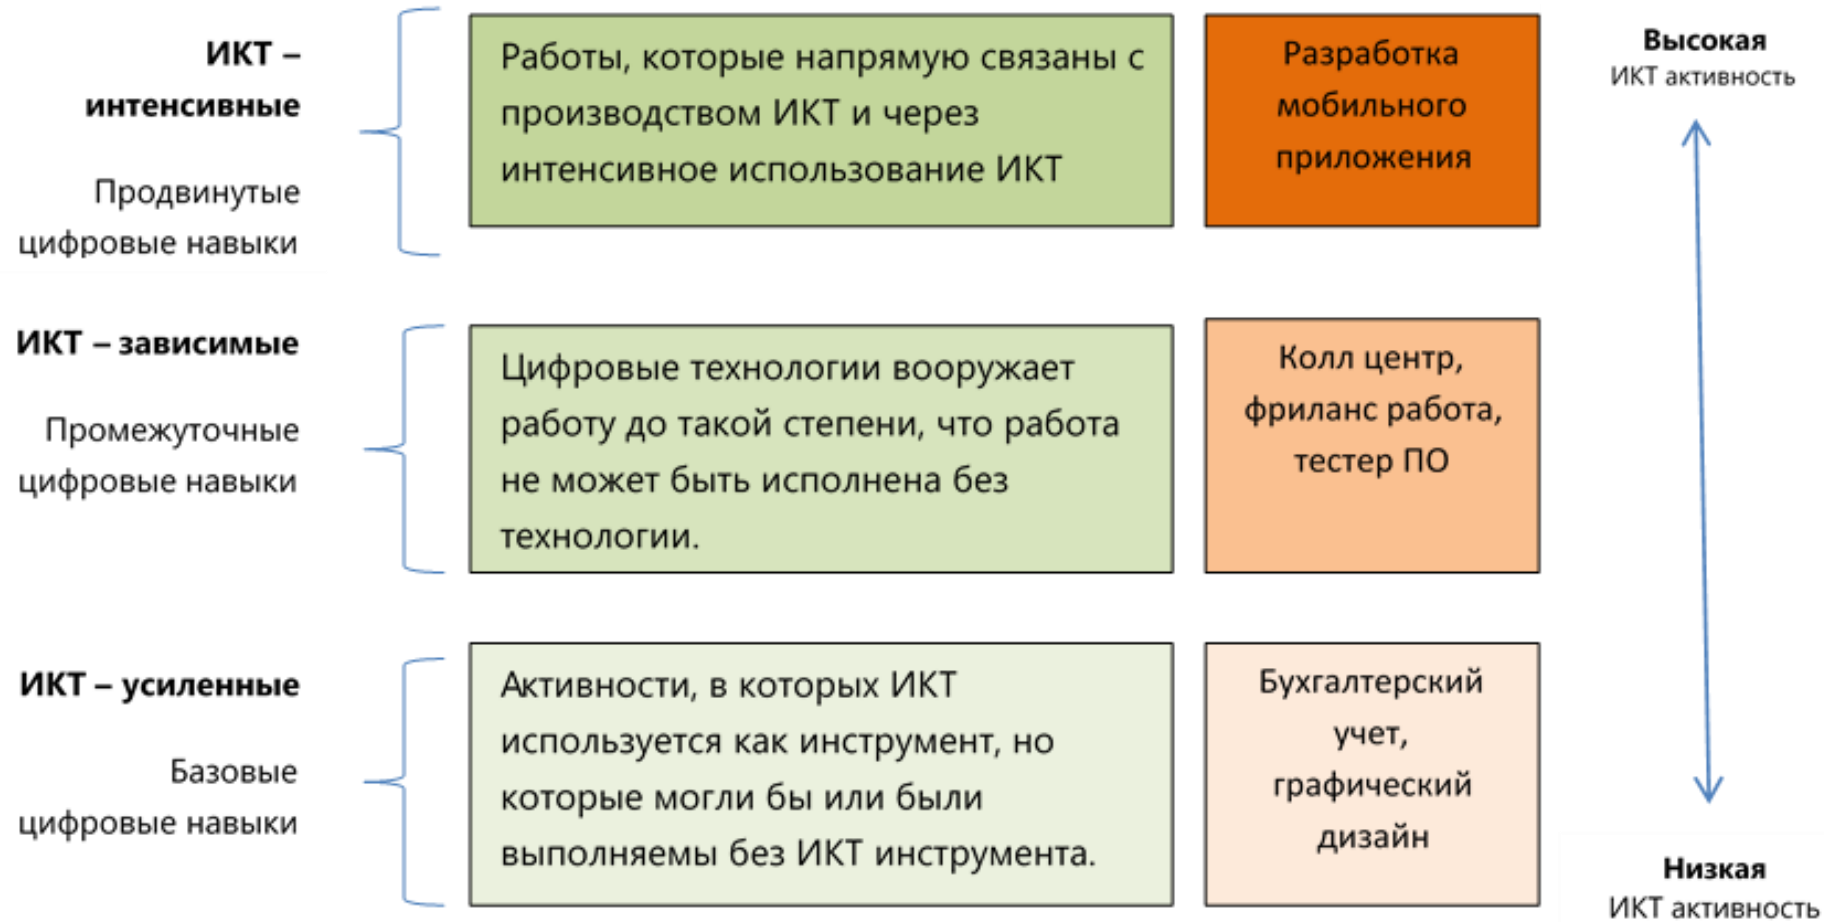 ИКТ –
интенсивные
Продвинутые
цифровые навыки
Работы, которые напрямую связаны с
производством ИКТ и через
интенсивное использование ИКТ
Разработка
мобильного
приложения
Высокая
ИКТ активность
ИКТ – зависимые
Промежуточные
цифровые навыки
Цифровые технологии вооружает
работу до такой степени, что работа
не может быть исполнена без
технологии.
Колл центр,
фриланс работа,
тестер ПО
ИКТ – усиленные
Базовые
цифровые навыки
Активности, в которых ИКТ
используется как инструмент, но
которые могли бы или были
выполняемы без ИКТ инструмента.
Бухгалтерский
учет,
графический
дизайн
Низкая
ИКТ активность